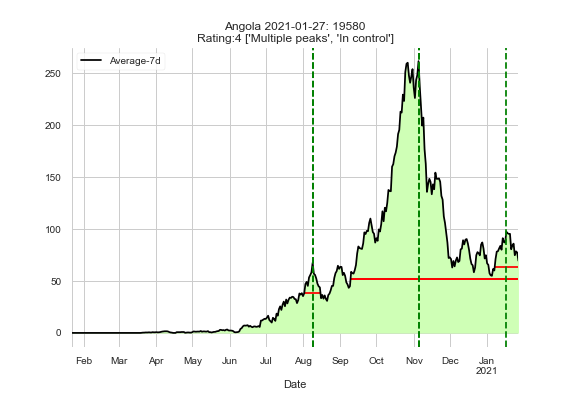 Angola 2021-01-27: 19580
Rating:4 ['Multiple peaks', 'In control']
Average-7d
250
200
150
100
50
0
Feb Mar Apr May Jun Jul Aug Sep Oct Nov Dec Jan
2021
Date